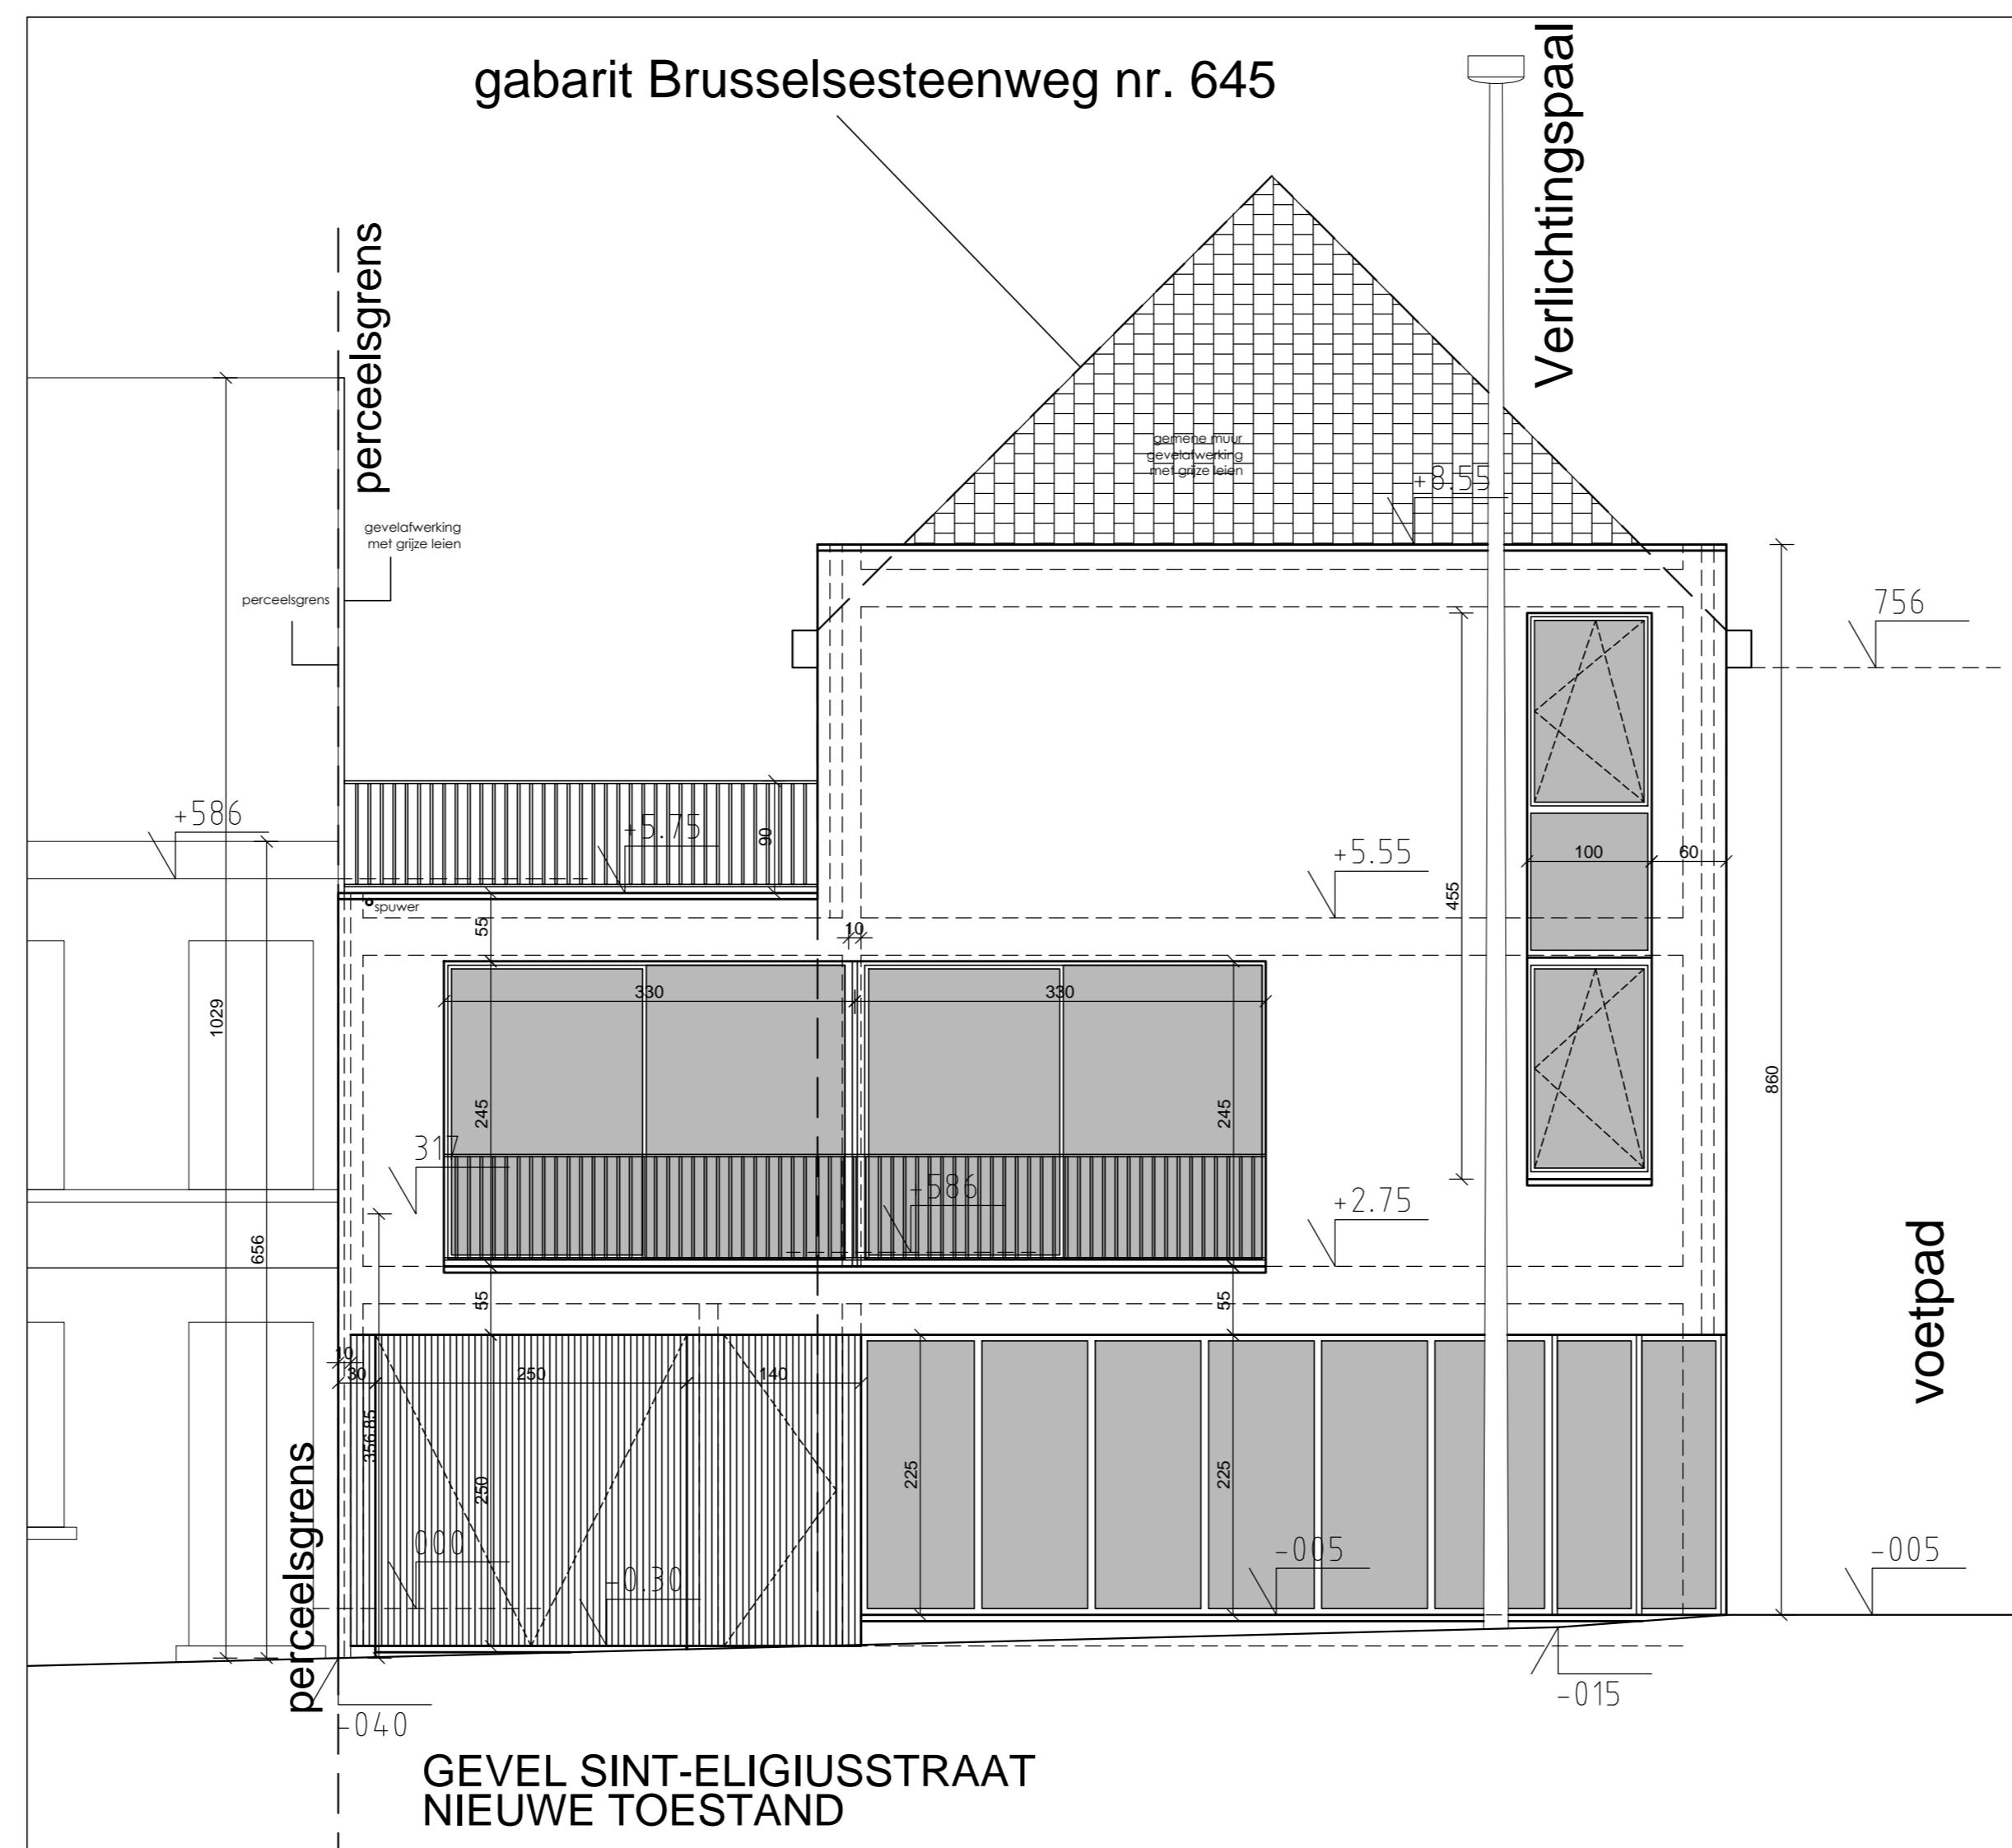 gabarit Brusselsesteenweg nr. 645
Verlichtingspaal
perceelsgrens
gevelafwerking
met grijze leien
perceelsgrens
gemene muur
gevelafwerking
met grijze leien
+8.55
756
+586
+5.75
90
+5.55
100
60
455
spuwer
55
10
330
330
1029
245
245
860
317
+586
+2.75
656
55
55
voetpad
10
30
250
140
356.85
250
225
225
perceelsgrens
000
-0.30
-005
-005
-015
-040
GEVEL SINT-ELIGIUSSTRAAT
NIEUWE TOESTAND